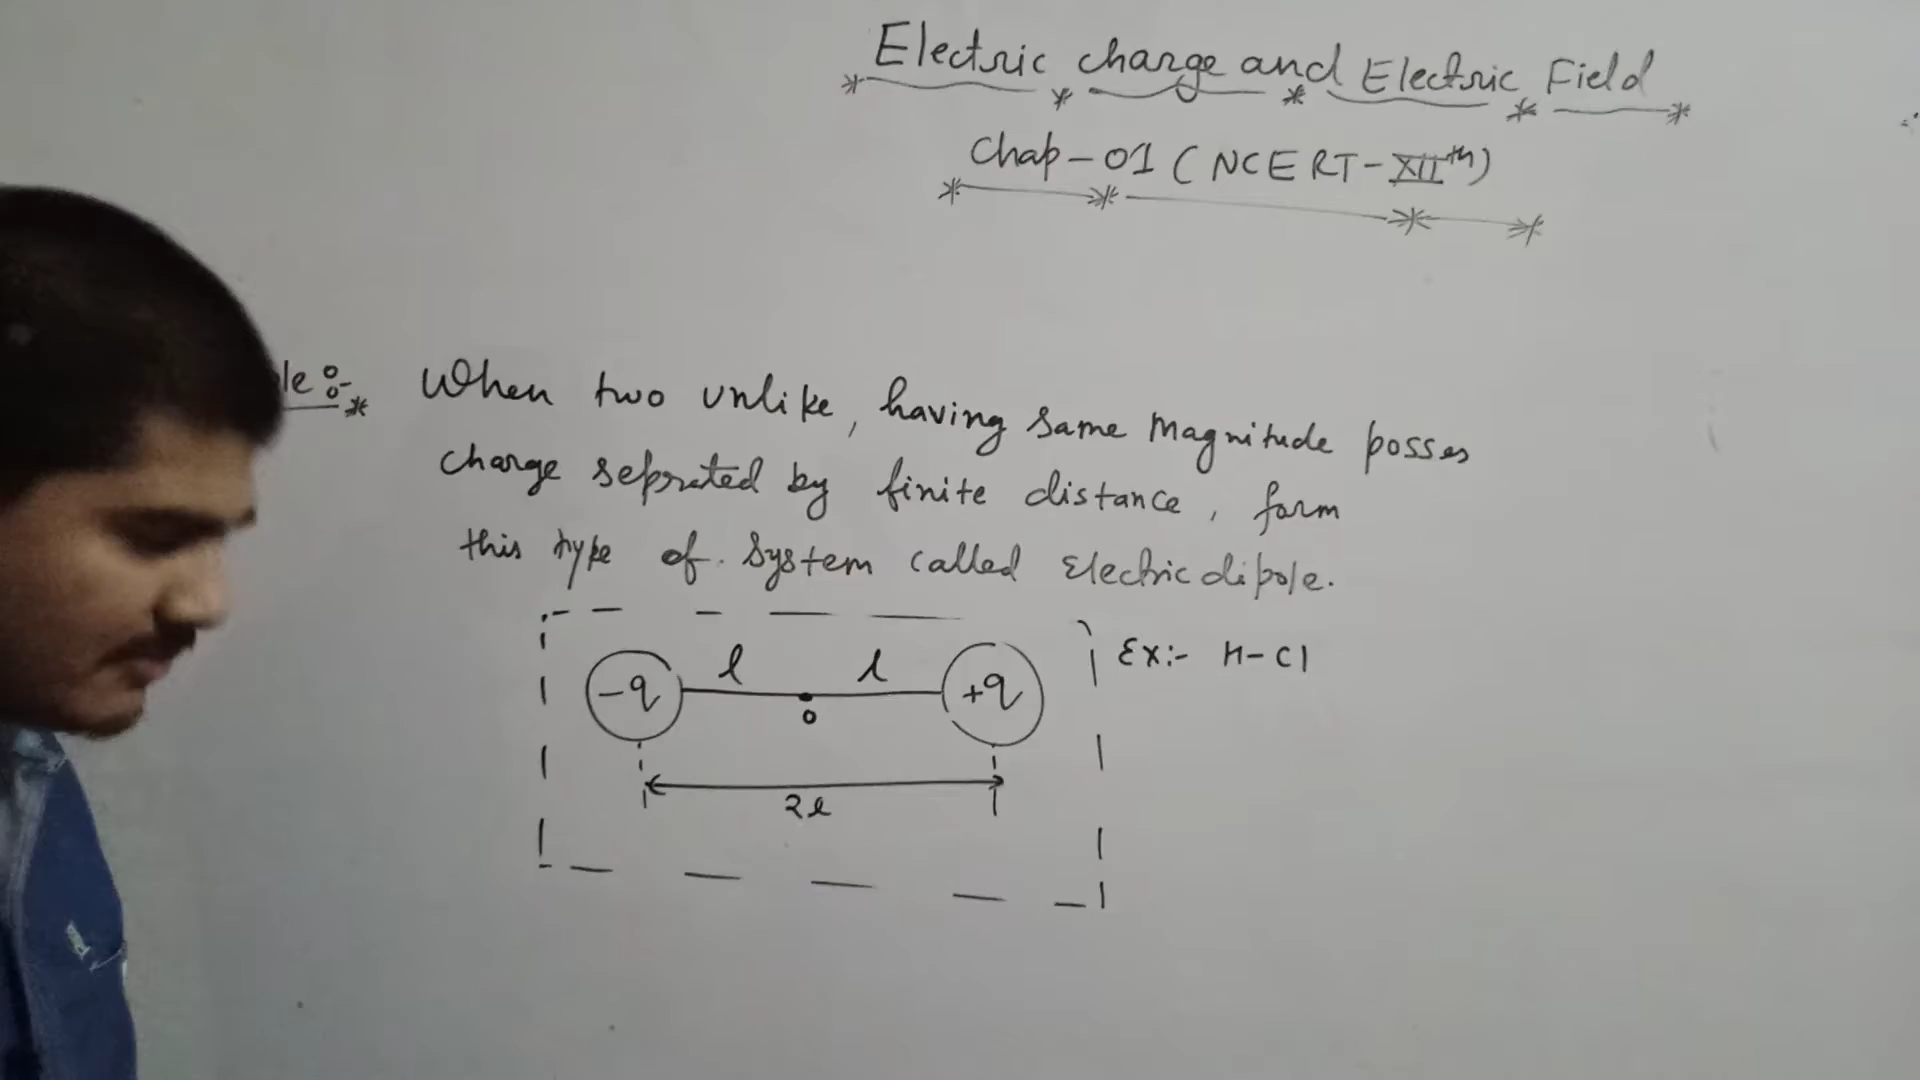 Electric charge and Electric Field
Chap-01 (NCERT-XIIth)
le :- When two unlike, having same Magnitude posses
charge seprated by finite distance, form
this type of system called Electric dipole.
-q l l +q
o
2l
Ex:- H-Cl